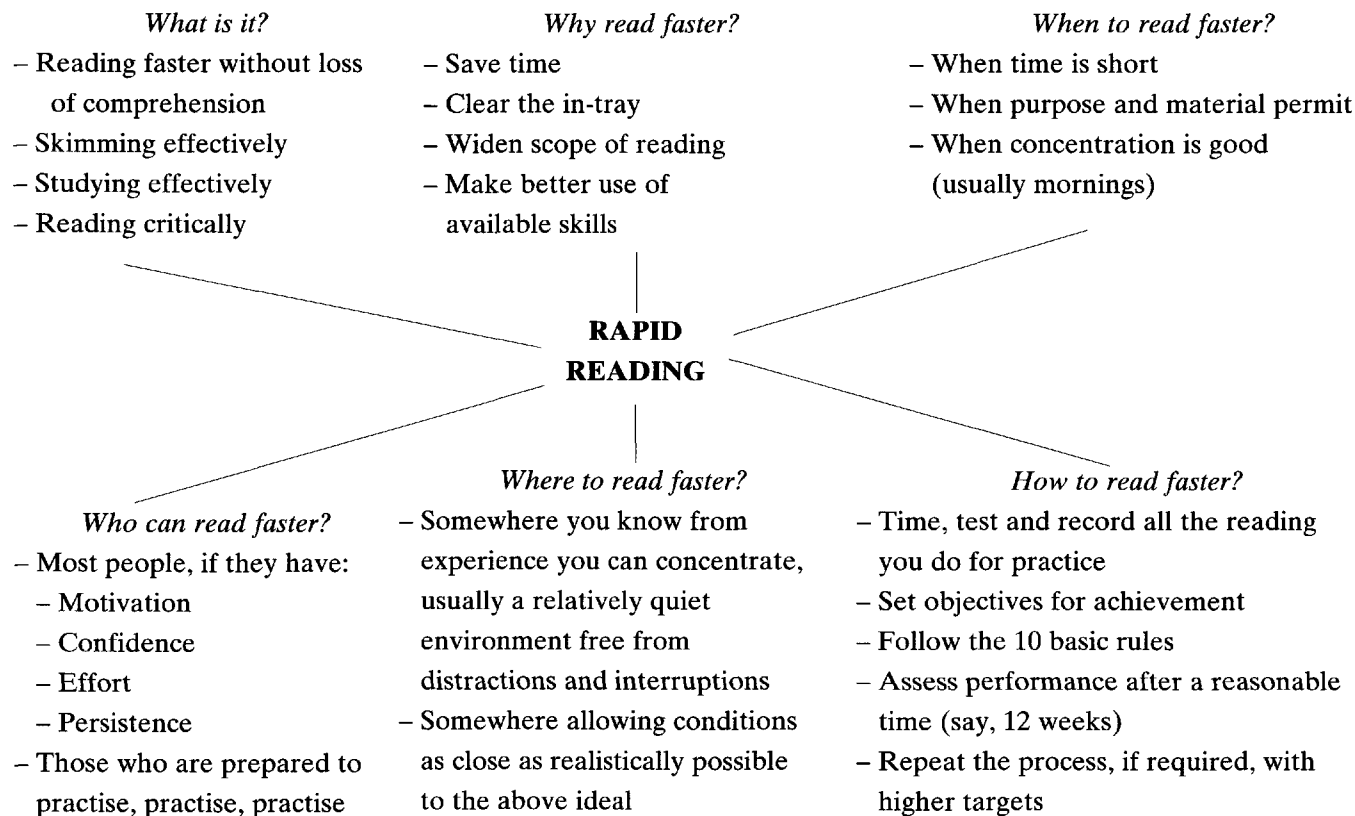 What is it?
– Reading faster without loss
of comprehension
– Skimming effectively
– Studying effectively
– Reading critically
Why read faster?
– Save time
– Clear the in-tray
– Widen scope of reading
– Make better use of
available skills
When to read faster?
– When time is short
– When purpose and material permit
– When concentration is good
(usually mornings)
RAPID
READING
Who can read faster?
– Most people, if they have:
– Motivation
– Confidence
– Effort
– Persistence
– Those who are prepared to
practise, practise, practise
Where to read faster?
– Somewhere you know from
experience you can concentrate,
usually a relatively quiet
environment free from
distractions and interruptions
– Somewhere allowing conditions
as close as realistically possible
to the above ideal
How to read faster?
– Time, test and record all the reading
you do for practice
– Set objectives for achievement
– Follow the 10 basic rules
– Assess performance after a reasonable
time (say, 12 weeks)
– Repeat the process, if required, with
higher targets